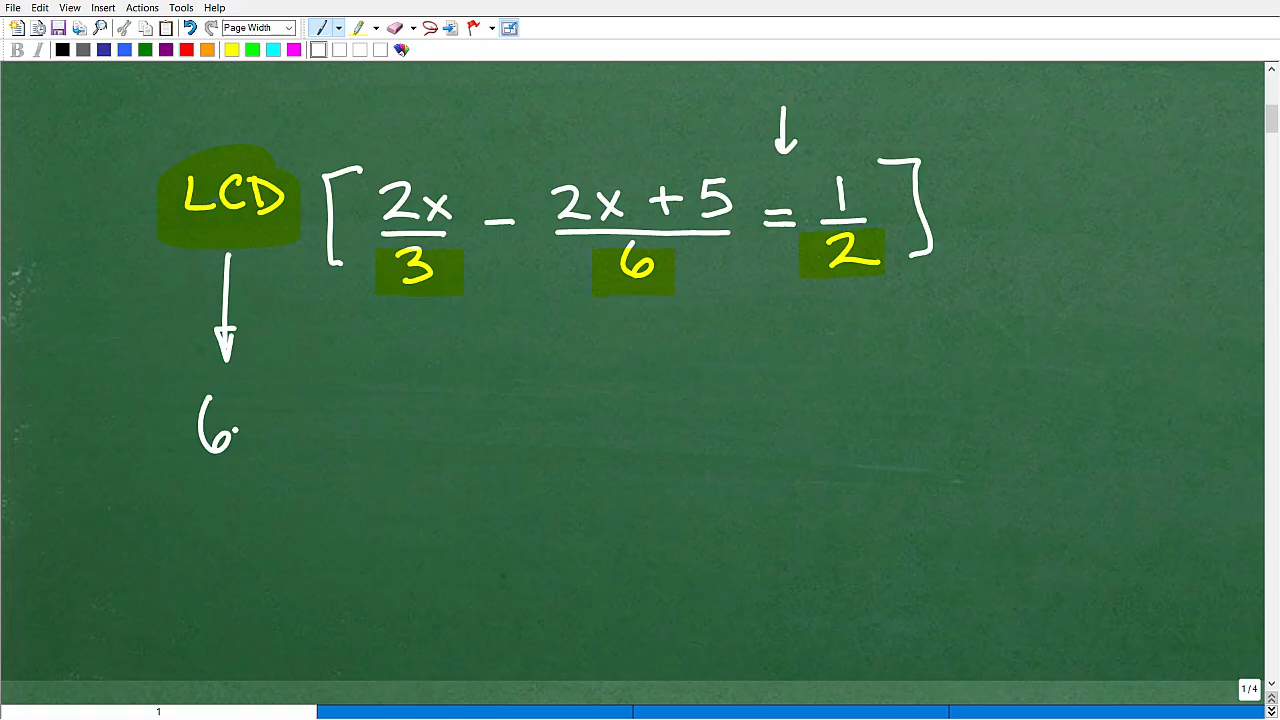 File Edit View Insert Actions Tools Help
Page Width
B I
LCD [ 2x/3 - 2x + 5/6 = 1/2 ]
6.
1/4
1